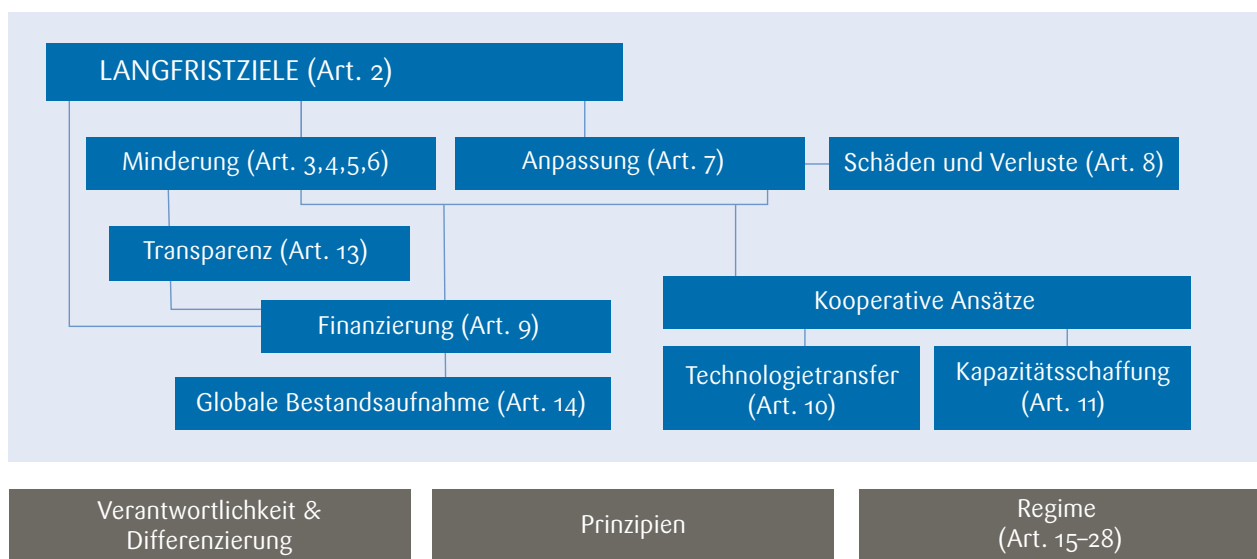 LANGFRISTZIELE (Art. 2)
Minderung (Art. 3,4,5,6)
Anpassung (Art. 7)
Schäden und Verluste (Art. 8)
Transparenz (Art. 13)
Kooperative Ansätze
Finanzierung (Art. 9)
Technologietransfer
(Art. 10)
Kapazitätsschaffung
(Art. 11)
Globale Bestandsaufnahme (Art. 14)
Verantwortlichkeit &
Differenzierung
Prinzipien
Regime
(Art. 15–28)